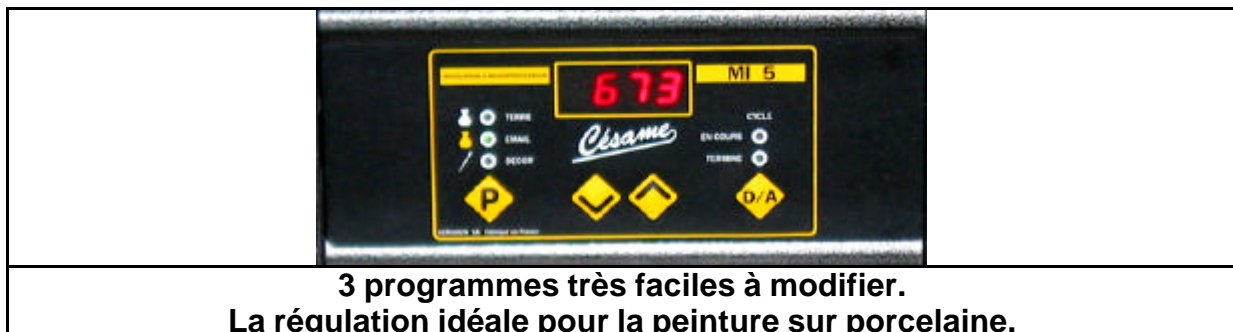 673
MI 5
TERRE
EMAIL
DECOR
Césame
CYCLE
EN COURS
TERMINE
P
D/A
3 programmes très faciles à modifier.
La régulation idéale pour la peinture sur porcelaine.